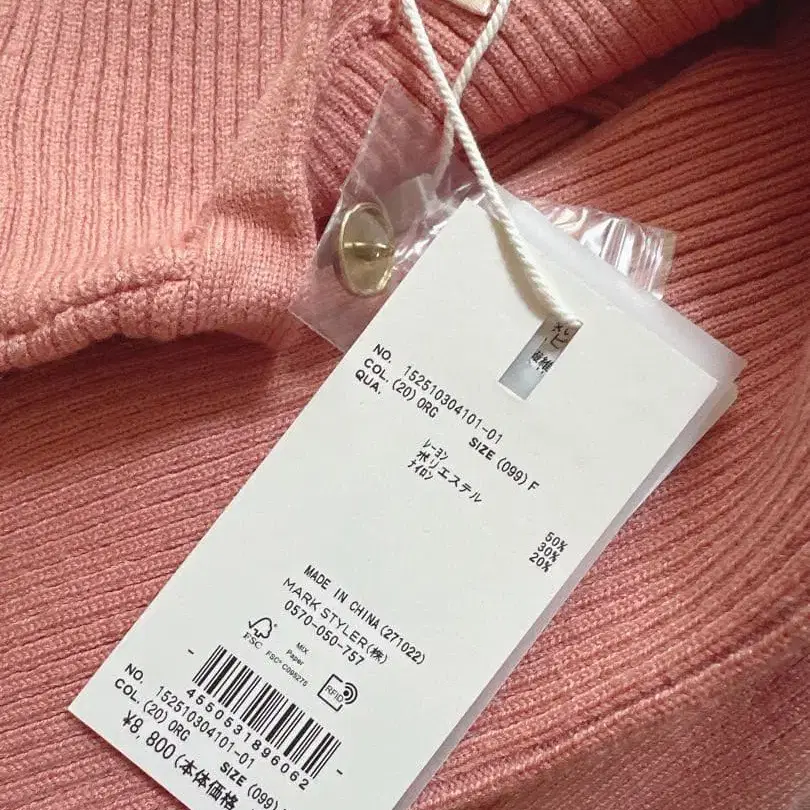 NO. 152510304101-01
COL. (20) ORG SIZE (099) F
QUA.
レーヨン 50%
ポリエステル 30%
ナイロン 20%
MADE IN CHINA (271022)
MARK STYLER(株)
0570-050-757
FSC
MIX
Paper
FSC® C098275
RFID
4550531896062
NO. 152510304101-01
COL. (20) ORG SIZE (099)
¥8,800(本体価格